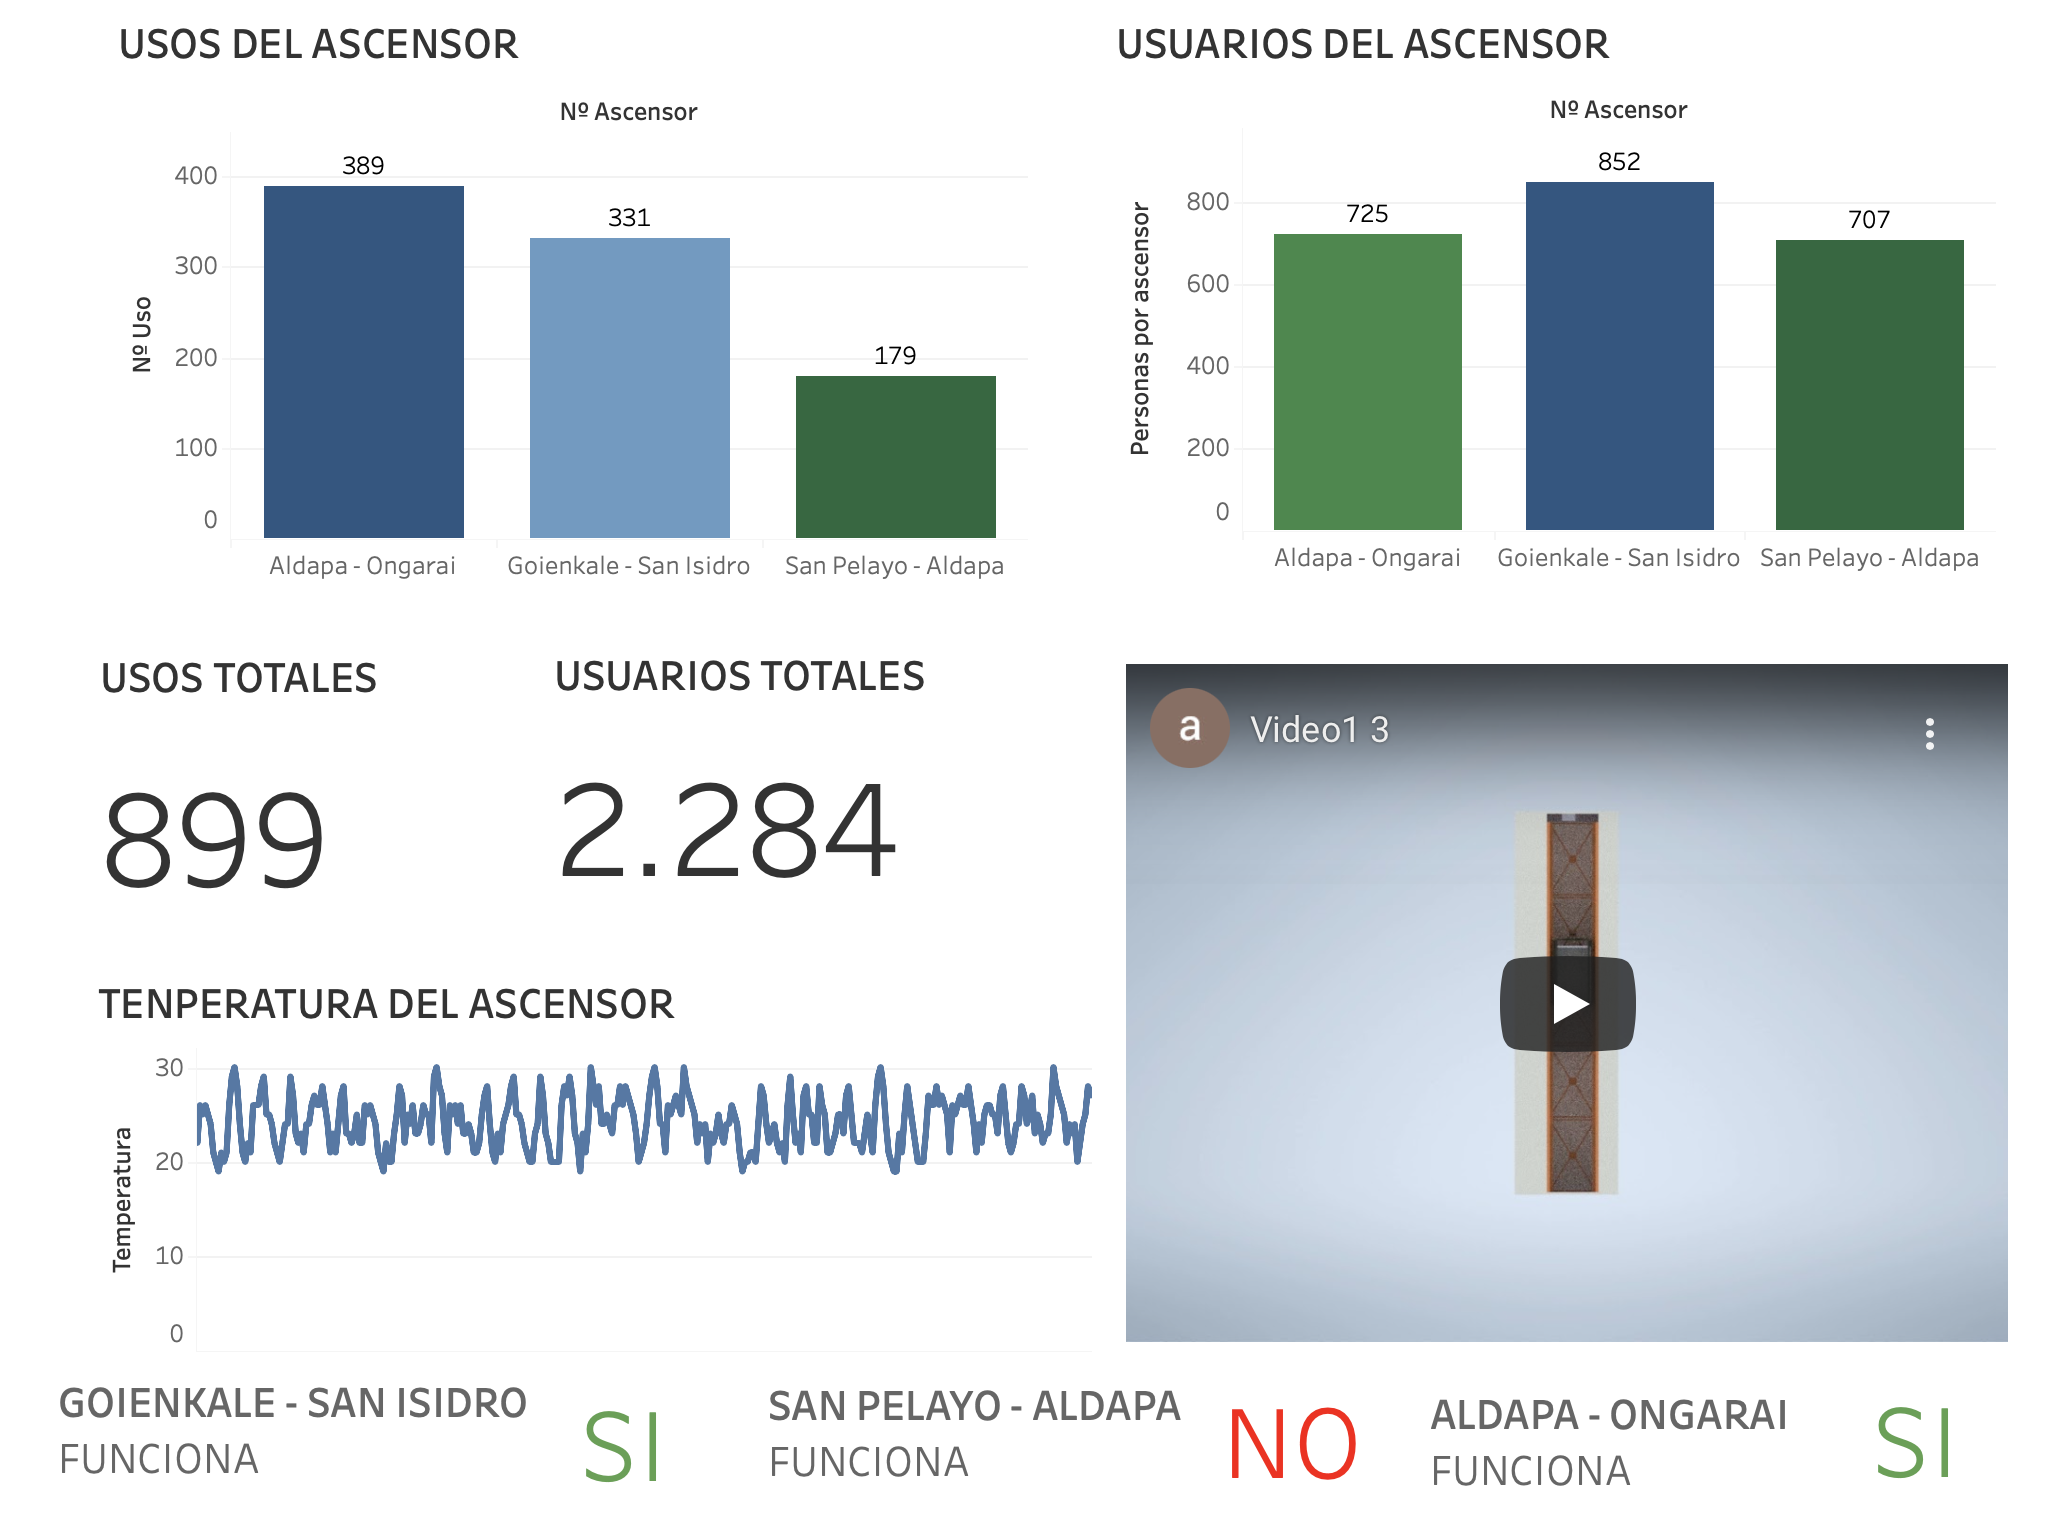 USOS DEL ASCENSOR
Nº Ascensor
Nº Uso
400
300
200
100
0
389
331
179
Aldapa - Ongarai
Goienkale - San Isidro
San Pelayo - Aldapa
USUARIOS DEL ASCENSOR
Nº Ascensor
Personas por ascensor
800
600
400
200
0
725
852
707
Aldapa - Ongarai
Goienkale - San Isidro
San Pelayo - Aldapa
USOS TOTALES
899
USUARIOS TOTALES
2.284
a
Video1 3
TENPERATURA DEL ASCENSOR
Temperatura
30
20
10
0
GOIENKALE - SAN ISIDRO
FUNCIONA
SI
SAN PELAYO - ALDAPA
FUNCIONA
NO
ALDAPA - ONGARAI
FUNCIONA
SI